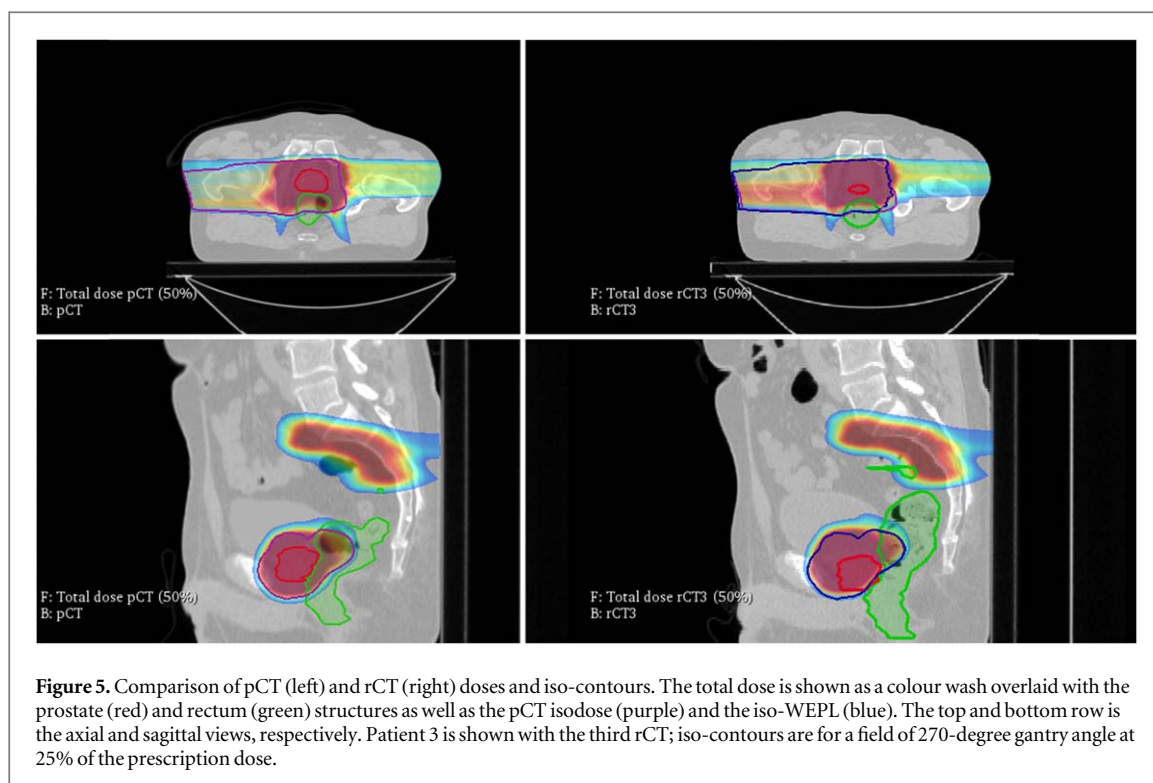 F: Total dose pCT (50%)
B: pCT
F: Total dose rCT3 (50%)
B: rCT3
F: Total dose pCT (50%)
B: pCT
F: Total dose rCT3 (50%)
B: rCT3
Figure 5. Comparison of pCT (left) and rCT (right) doses and iso-contours. The total dose is shown as a colour wash overlaid with the
prostate (red) and rectum (green) structures as well as the pCT isodose (purple) and the iso-WEPL (blue). The top and bottom row is
the axial and sagittal views, respectively. Patient 3 is shown with the third rCT; iso-contours are for a field of 270-degree gantry angle at
25% of the prescription dose.